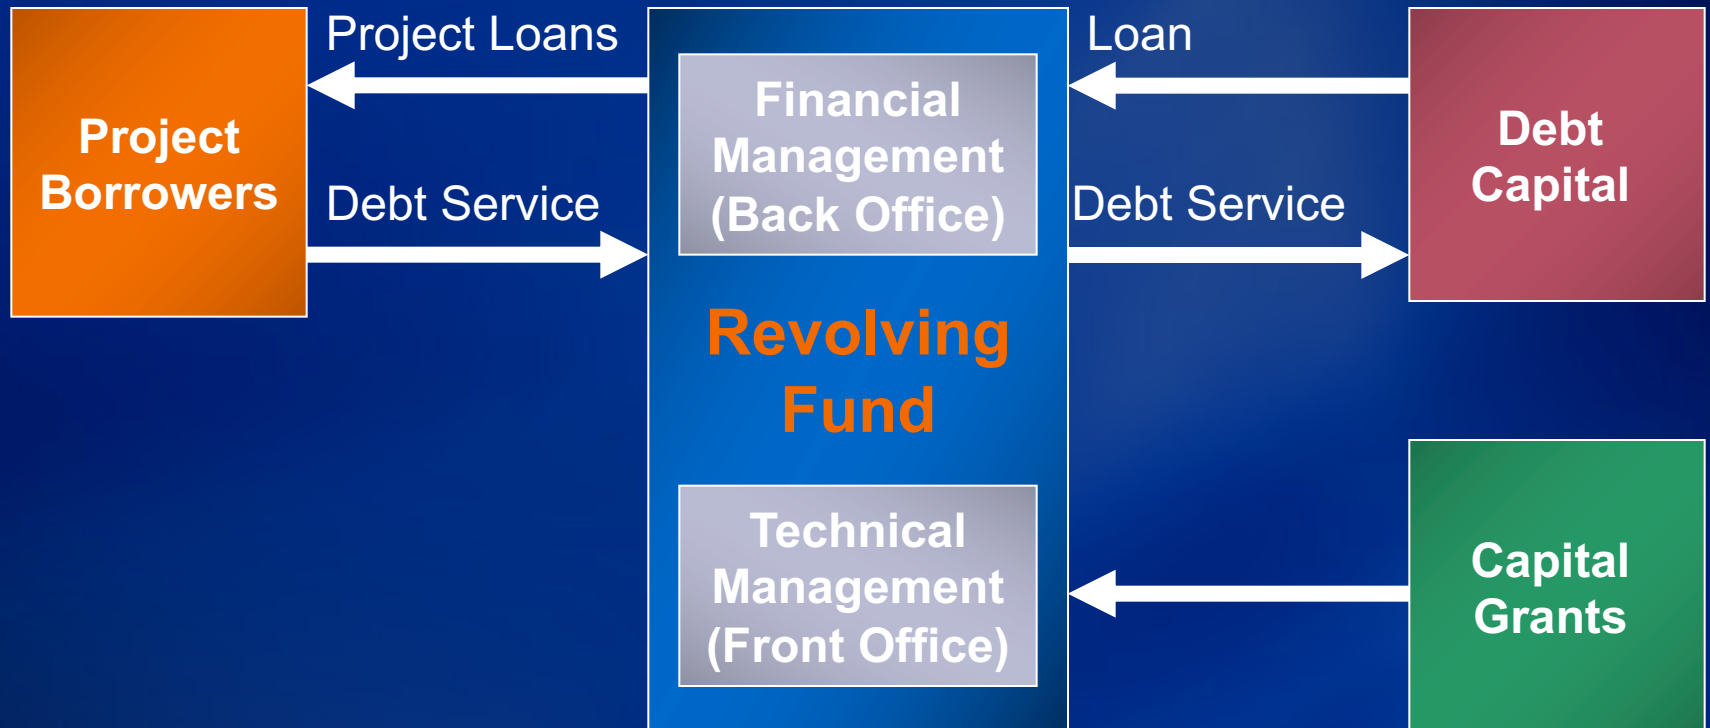 Project Loans
Loan
Project
Borrowers
Debt Service
Financial
Management
(Back Office)
Debt Service
Debt
Capital
Revolving
Fund
Technical
Management
(Front Office)
Capital
Grants